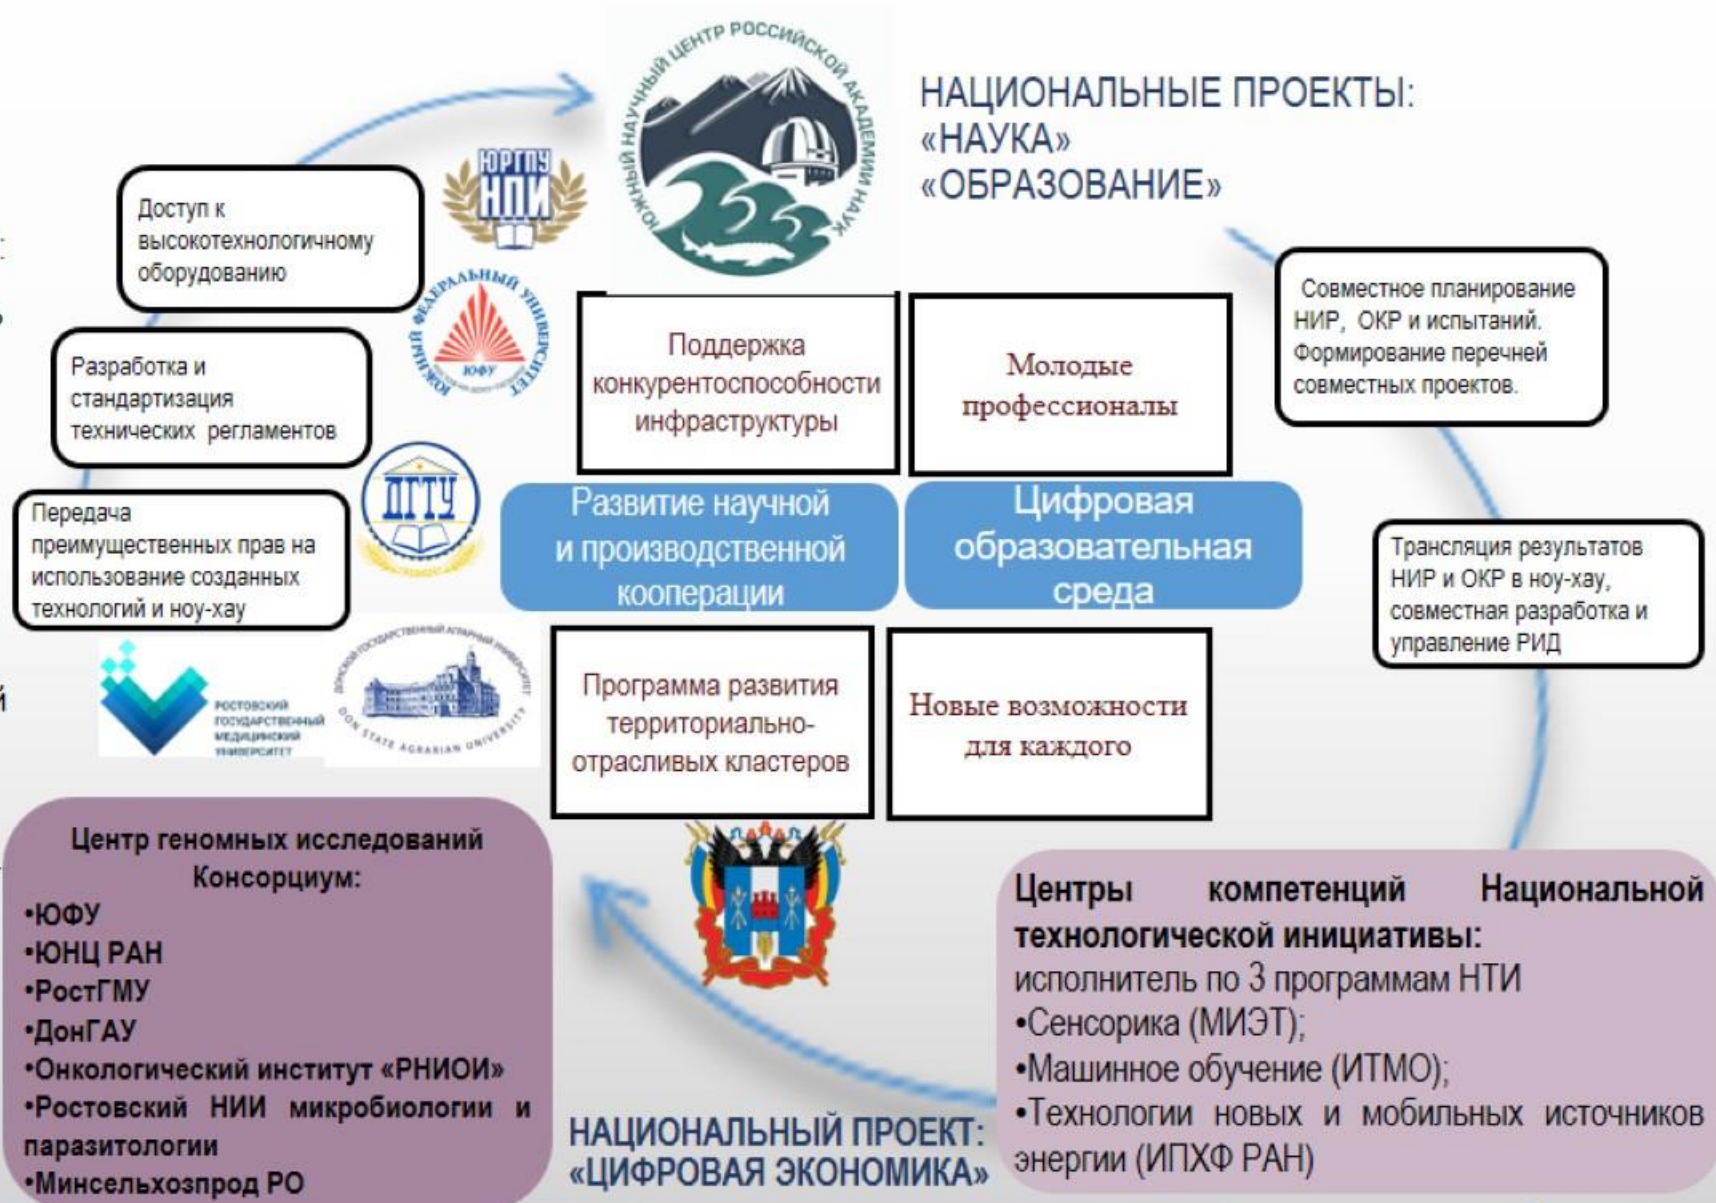 ЮЖНЫЙ НАУЧНЫЙ ЦЕНТР РОССИЙСКОЙ АКАДЕМИИ НАУК
НАЦИОНАЛЬНЫЕ ПРОЕКТЫ:
«НАУКА»
«ОБРАЗОВАНИЕ»
ЮРГПУ
НПИ
Доступ к
высокотехнологичному
оборудованию
ЮЖНЫЙ ФЕДЕРАЛЬНЫЙ УНИВЕРСИТЕТ
ЮФУ
Разработка и
стандартизация
технических регламентов
ДГТУ
Передача
преимущественных прав на
использование созданных
технологий и ноу-хау
РОСТОВСКИЙ
ГОСУДАРСТВЕННЫЙ
МЕДИЦИНСКИЙ
УНИВЕРСИТЕТ
ДОНСКОЙ ГОСУДАРСТВЕННЫЙ АГРАРНЫЙ УНИВЕРСИТЕТ
DON STATE AGRARIAN UNIVERSITY
Поддержка
конкурентоспособности
инфраструктуры
Молодые
профессионалы
Развитие научной
и производственной
кооперации
Цифровая
образовательная
среда
Программа развития
территориально-
отрасливых кластеров
Новые возможности
для каждого
Совместное планирование
НИР, ОКР и испытаний.
Формирование перечней
совместных проектов.
Трансляция результатов
НИР и ОКР в ноу-хау,
совместная разработка и
управление РИД
й
Центр геномных исследований
Консорциум:
•ЮФУ
•ЮНЦ РАН
•РостГМУ
•ДонГАУ
•Онкологический институт «РНИОИ»
•Ростовский НИИ микробиологии и
паразитологии
•Минсельхозпрод РО
НАЦИОНАЛЬНЫЙ ПРОЕКТ:
«ЦИФРОВАЯ ЭКОНОМИКА»
Центры компетенций Национальной
технологической инициативы:
исполнитель по 3 программам НТИ
•Сенсорика (МИЭТ);
•Машинное обучение (ИТМО);
•Технологии новых и мобильных источников
энергии (ИПХФ РАН)